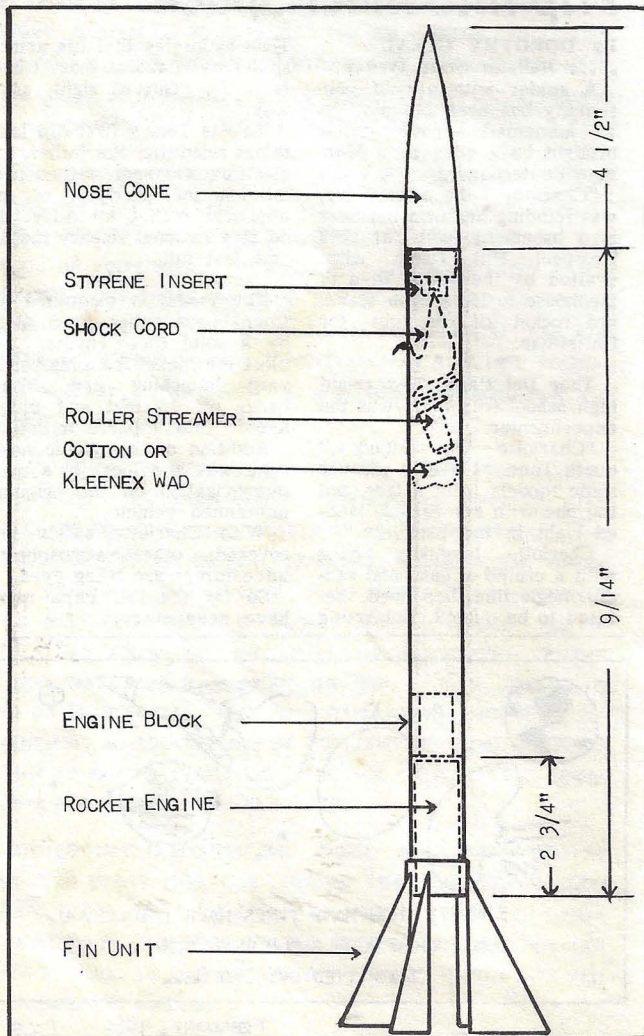 NOSE CONE
STYRENE INSERT
SHOCK CORD
ROLLER STREAMER
COTTON OR
KLEENEX WAD
ENGINE BLOCK
ROCKET ENGINE
FIN UNIT
4 1/2"
9/14"
2 3/4"